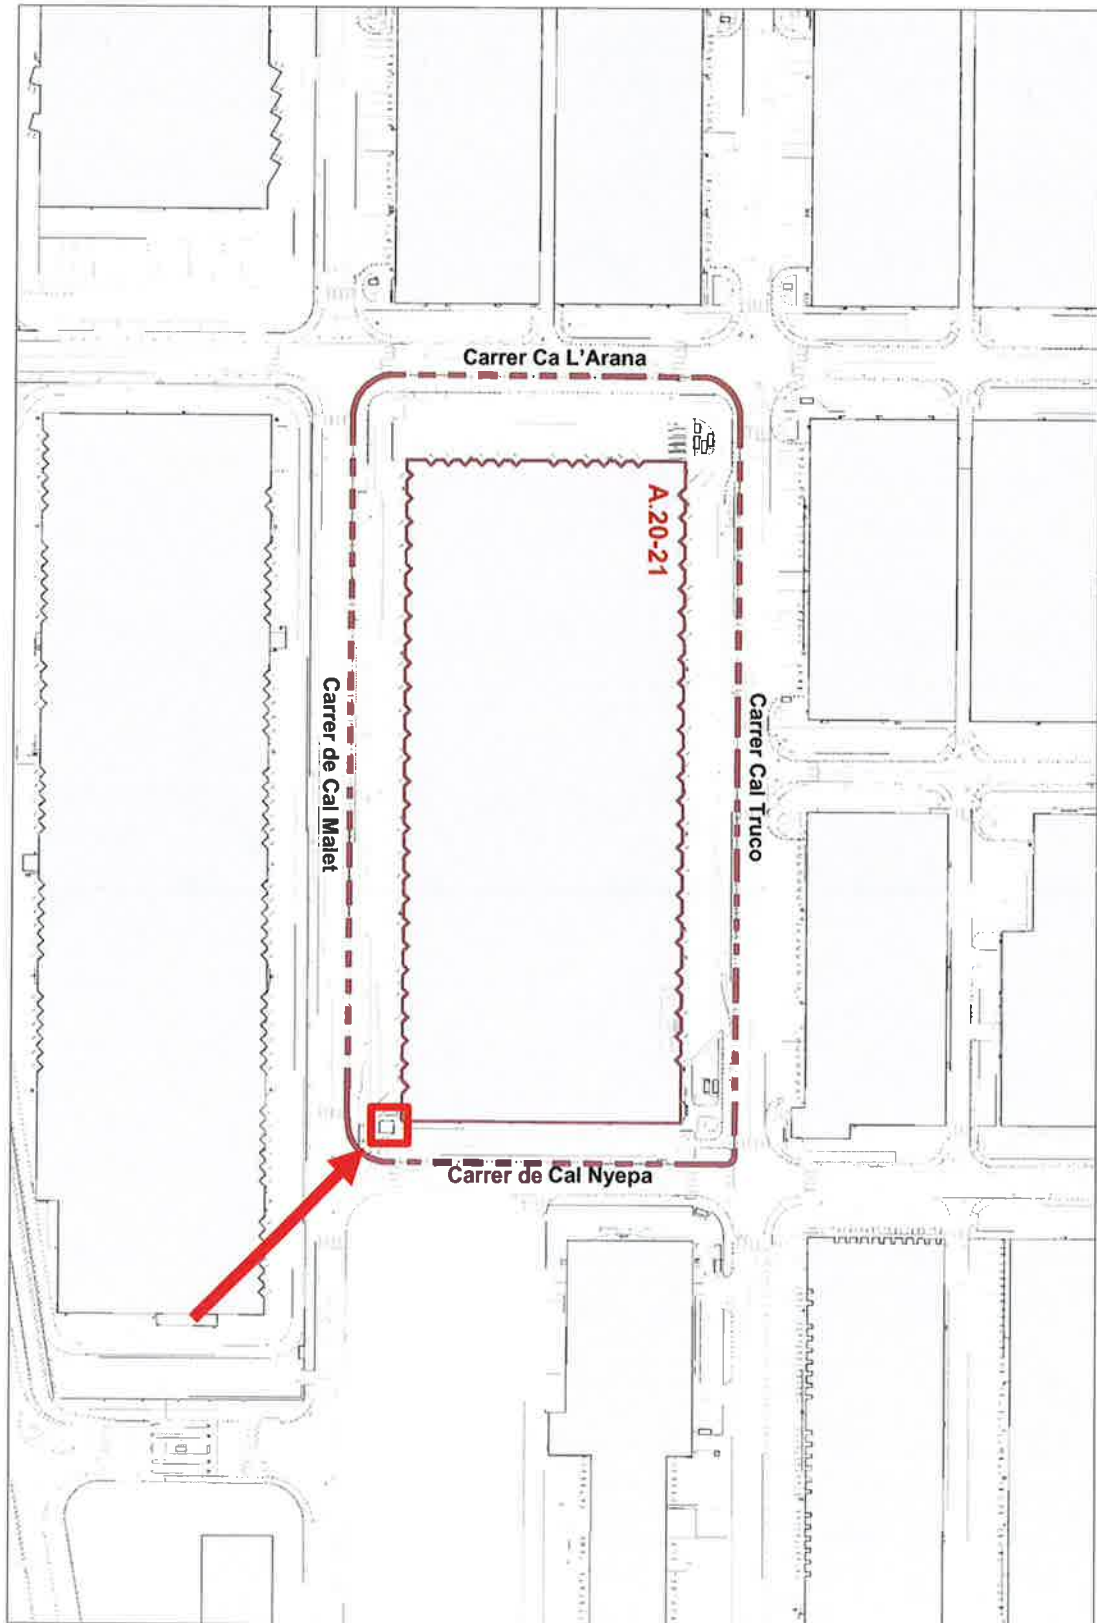 Carrer Ca L'Arana
A.20-21
Carrer de Cal Malet
Carrer Cal Truco
Carrer de Cal Nyepa